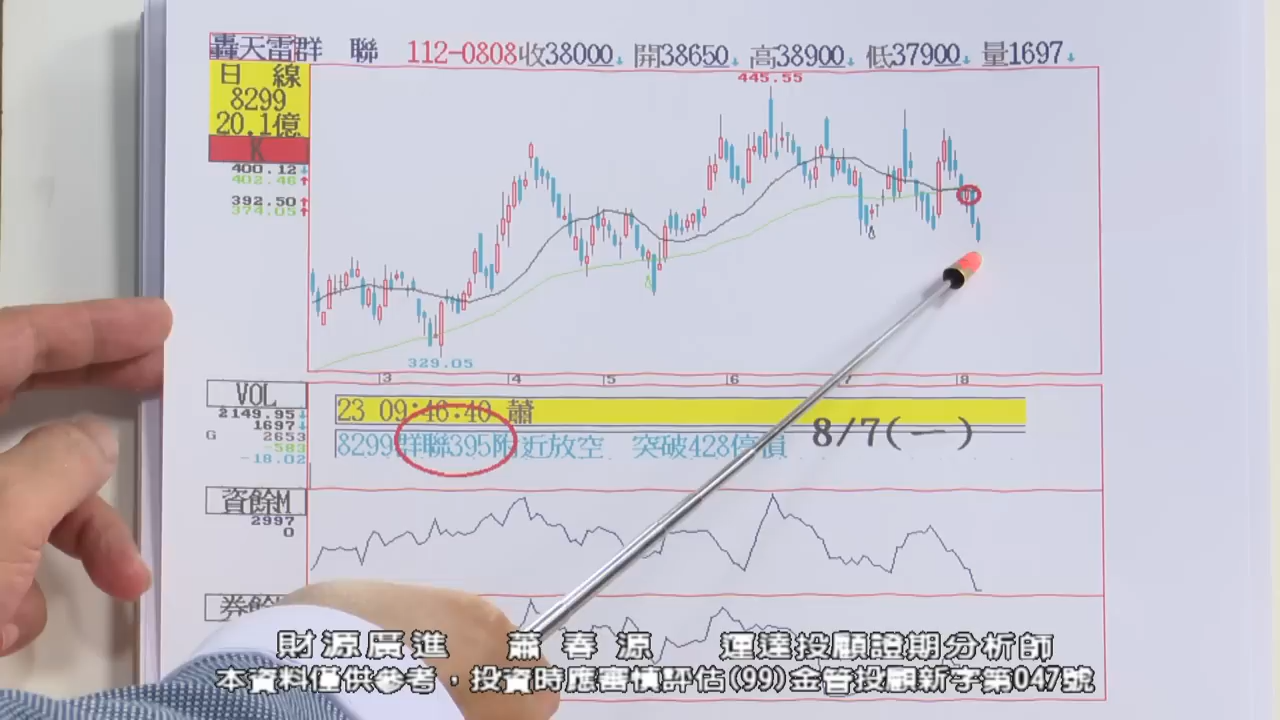 轟天雷群 聯 112-0808收38000↓ 開38650↓ 高38900↓ 低37900↓ 量1697↓
日 線
8299
20.1億
K
400.12↓
402.46↑
392.50↑
374.05↑
445.55
329.05
3 4 5 6 7 8
VOL
2149.95↓
1697↓
G 2653
-583
-18.02
23 09:46:40 蕭
8299群聯395附近放空 突破428停損
8/7(一)
資餘M
2997
0
券餘
財源廣進 蕭春源 運達投顧證期分析師
本資料僅供參考，投資時應審慎評估(99)金管投顧新字第047號